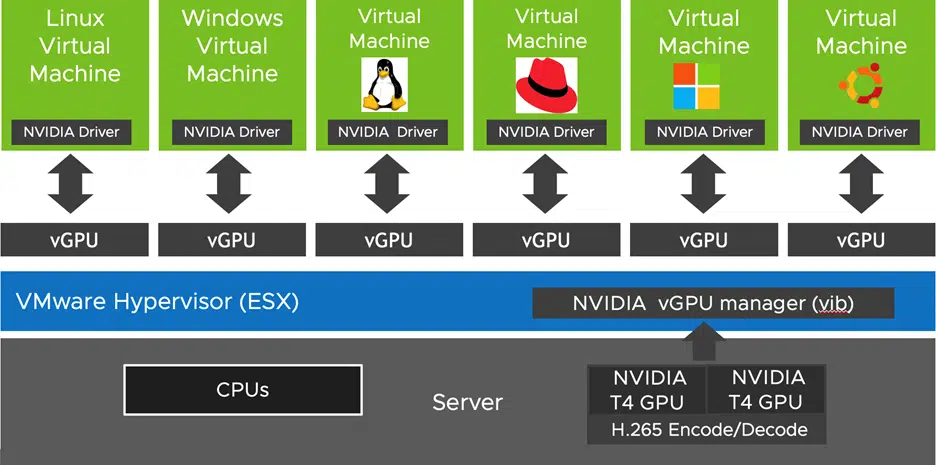 Linux
Virtual
Machine
NVIDIA Driver
Windows
Virtual
Machine
NVIDIA Driver
Virtual
Machine
NVIDIA Driver
Virtual
Machine
NVIDIA Driver
Virtual
Machine
NVIDIA Driver
Virtual
Machine
NVIDIA Driver
vGPU
vGPU
vGPU
vGPU
vGPU
vGPU
VMware Hypervisor (ESX)
NVIDIA vGPU manager (vib)
CPUs
Server
NVIDIA
T4 GPU
NVIDIA
T4 GPU
H.265 Encode/Decode